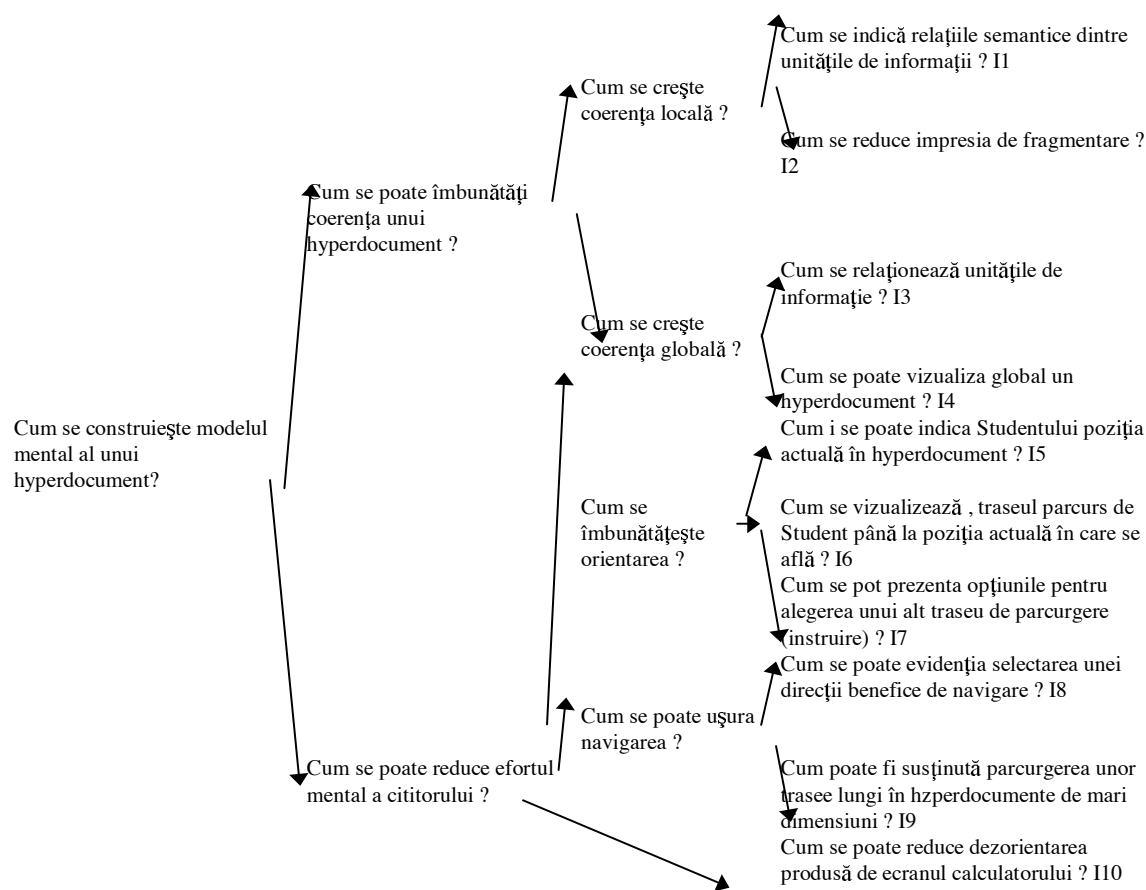 Cum se construieşte modelul
mental al unui
hyperdocument?
Cum se poate îmbunătăţi
coerenţa unui
hyperdocument ?
Cum se poate reduce efortul
mental a cititorului ?
Cum se creşte
coerenţa locală ?
Cum se creşte
coerenţa globală ?
Cum se
îmbunătăţeşte
orientarea ?
Cum se poate uşura
navigarea ?
Cum se indică relaţiile semantice dintre
unităţile de informaţii ? I1
Cum se reduce impresia de fragmentare ?
I2
Cum se relaţionează unităţile de
informaţie ? I3
Cum se poate vizualiza global un
hyperdocument ? I4
Cum i se poate indica Studentului poziţia
actuală în hyperdocument ? I5
Cum se vizualizează , traseul parcurs de
Student până la poziţia actuală în care se
află ? I6
Cum se pot prezenta opţiunile pentru
alegerea unui alt traseu de parcurgere
(instruire) ? I7
Cum se poate evidenţia selectarea unei
direcţii benefice de navigare ? I8
Cum poate fi susţinută parcurgerea unor
trasee lungi în hzperdocumente de mari
dimensiuni ? I9
Cum se poate reduce dezorientarea
produsă de ecranul calculatorului ? I10